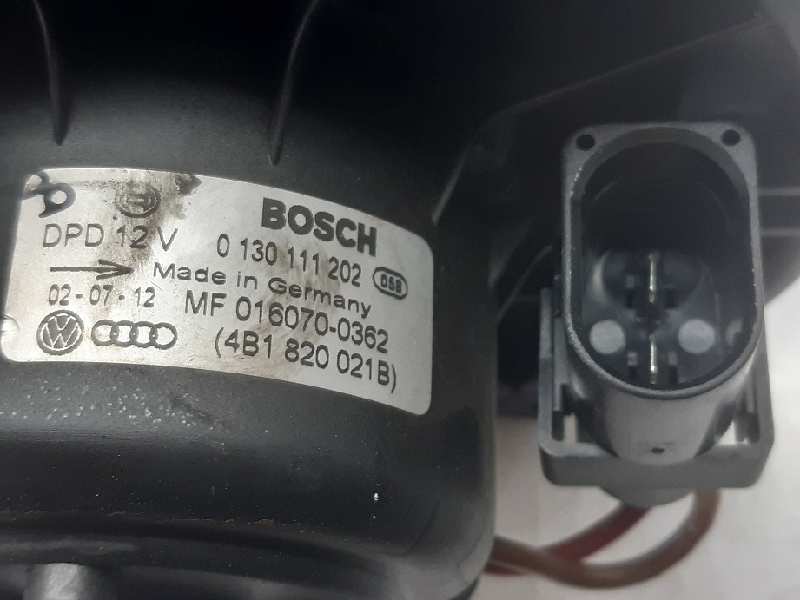 BOSCH
DPD 12 V 0 130 111 202
Made in Germany
02-07-12 MF 016070-0362
(4B1 820 021B)